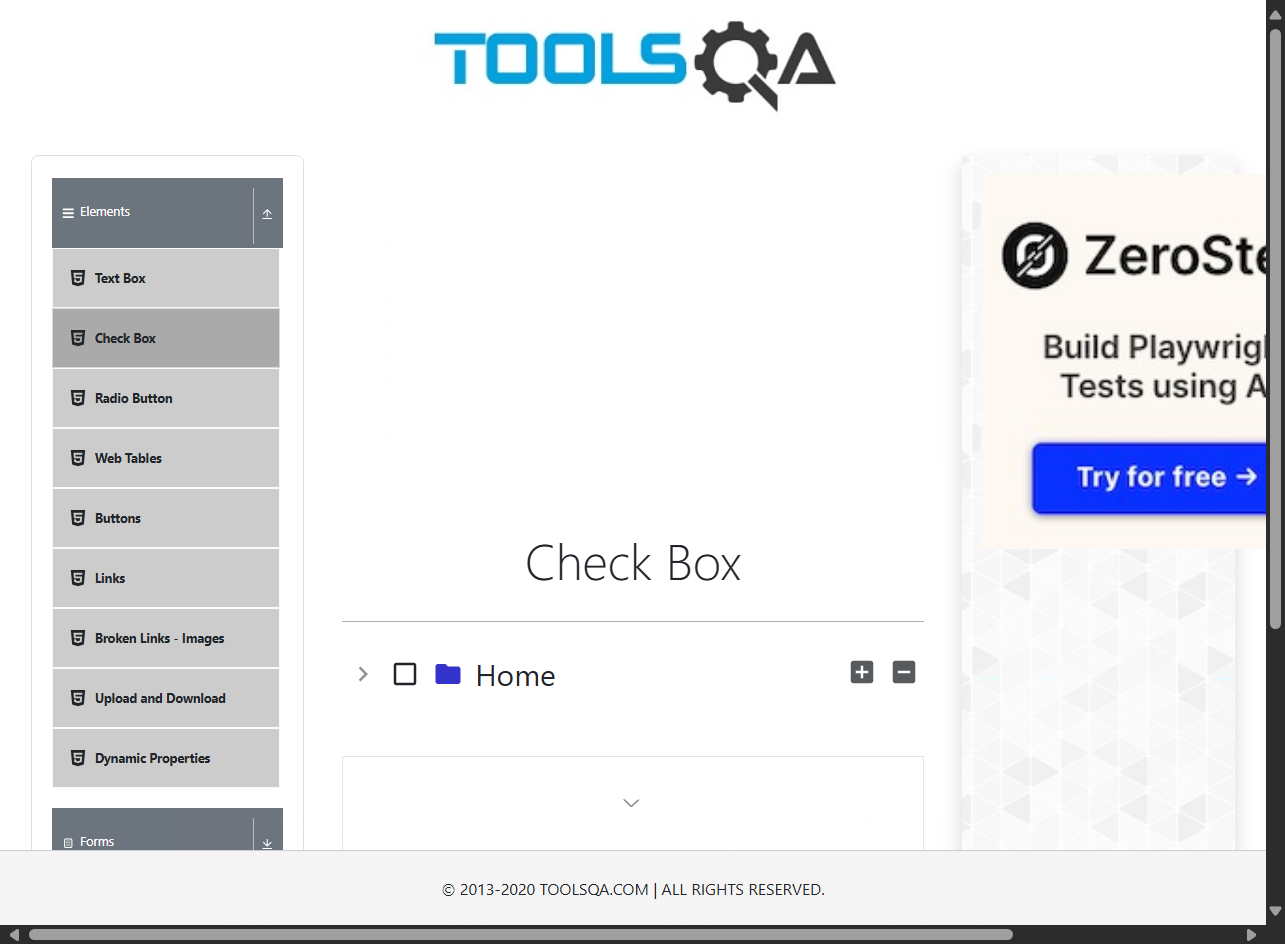 TOOLSQA
Elements
Text Box
Check Box
Radio Button
Web Tables
Buttons
Links
Broken Links - Images
Upload and Download
Dynamic Properties
Forms
Check Box
Home
ZeroSte
Build Playwrig
Tests using A
Try for free →
© 2013-2020 TOOLSQA.COM | ALL RIGHTS RESERVED.